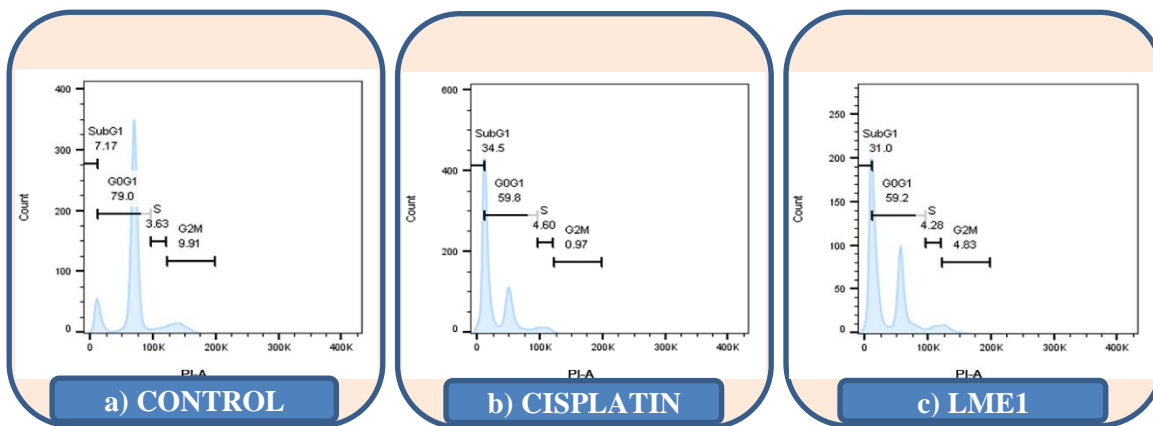 400
300
200
100
0
Count
SubG1
7.17
G0G1
79.0
S
3.63
G2M
9.91
0
100K
200K
300K
400K
PI-A
a) CONTROL
600
400
200
0
Count
SubG1
34.5
G0G1
59.8
S
4.60
G2M
0.97
0
100K
200K
300K
400K
PI-A
b) CISPLATIN
250
200
150
100
50
0
Count
SubG1
31.0
G0G1
59.2
S
4.28
G2M
4.83
0
100K
200K
300K
400K
PI-A
c) LME1